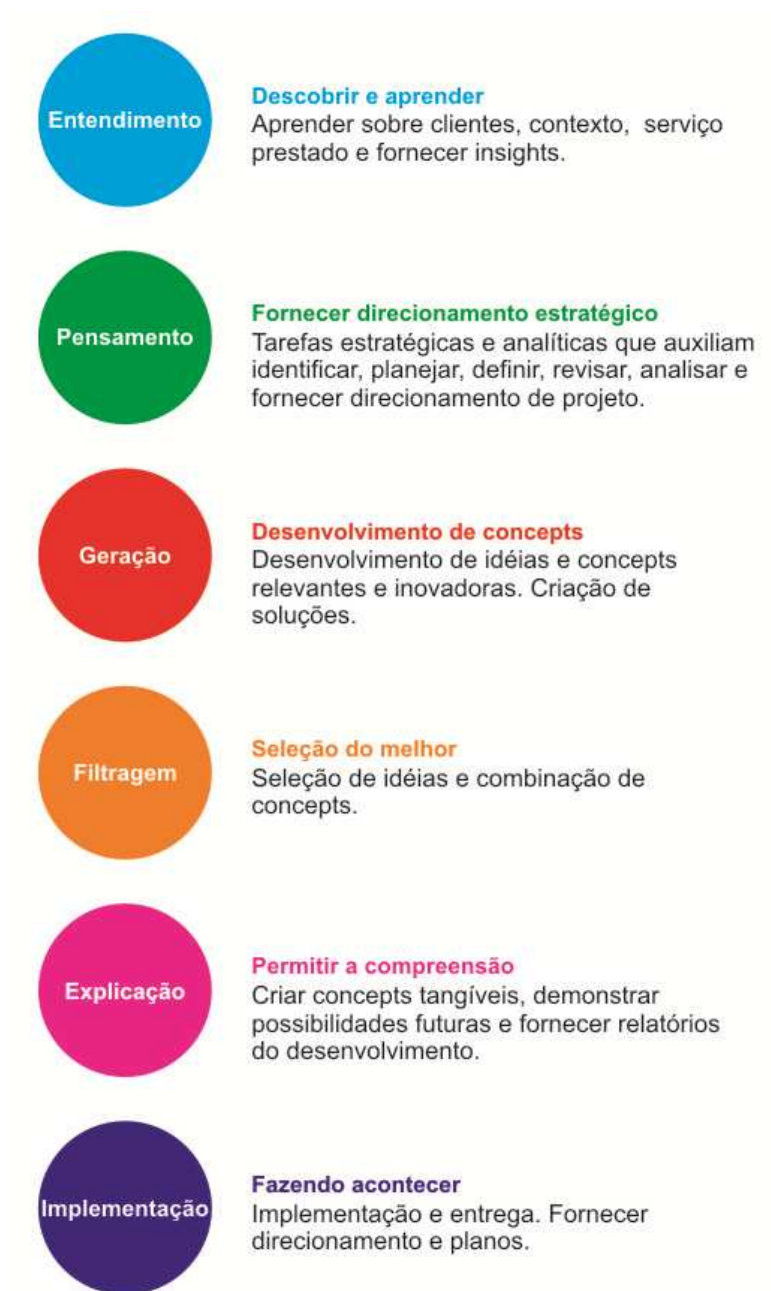 Entendimento
Descobrir e aprender
Aprender sobre clientes, contexto, serviço
prestado e fornecer insights.
Pensamento
Fornecer direcionamento estratégico
Tarefas estratégicas e analíticas que auxiliam
identificar, planejar, definir, revisar, analisar e
fornecer direcionamento de projeto.
Geração
Desenvolvimento de concepts
Desenvolvimento de idéias e concepts
relevantes e inovadoras. Criação de
soluções.
Filtragem
Seleção do melhor
Seleção de idéias e combinação de
concepts.
Explicação
Permitir a compreensão
Criar concepts tangíveis, demonstrar
possibilidades futuras e fornecer relatórios
do desenvolvimento.
Implementação
Fazendo acontecer
Implementação e entrega. Fornecer
direcionamento e planos.